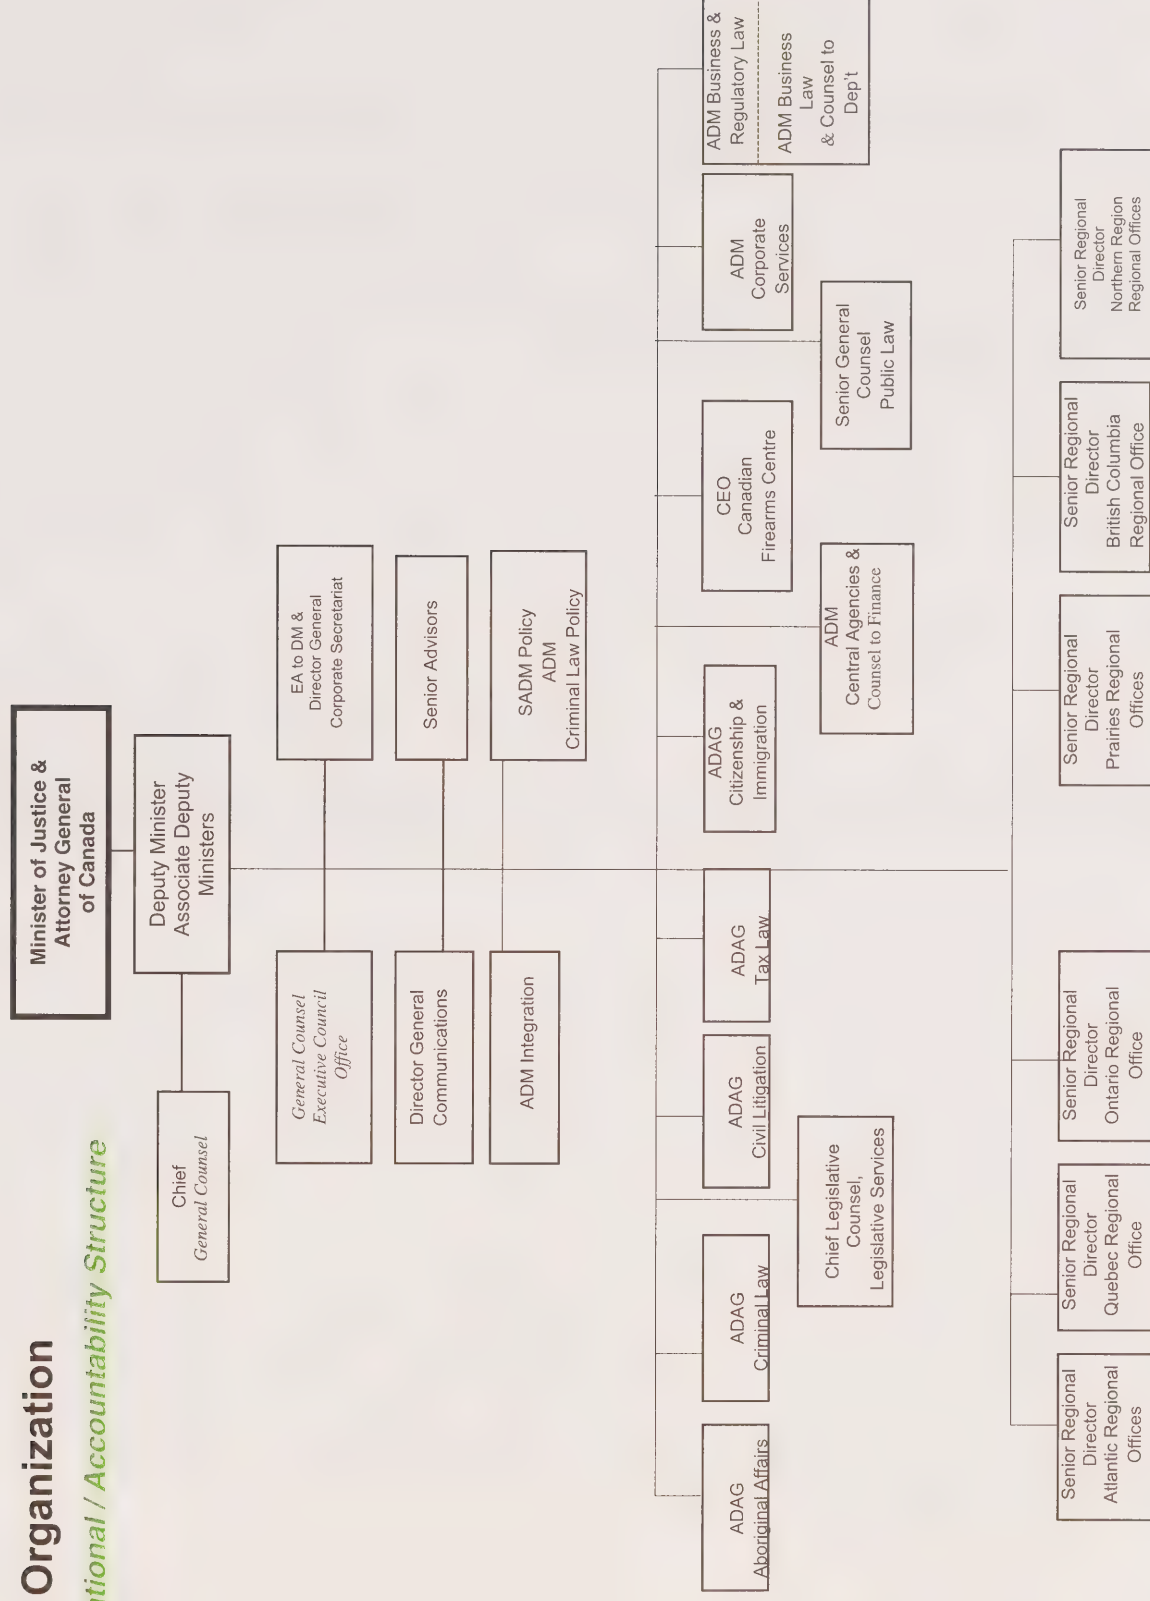 Organization
/ Accountability Structure
Minister of Justice &
Attorney General
of Canada
Deputy Minister
Associate Deputy
Ministers
Chief
General Counsel
General Counsel
Executive Council
Office
EA to DM &
Director General
Corporate Secretariat
Director General
Communications
Senior Advisors
ADM Integration
SADM Policy
ADM
Criminal Law Policy
ADAG
Aboriginal Affairs
ADAG
Criminal Law
ADAG
Civil Litigation
ADAG
Tax Law
ADAG
Citizenship &
Immigration
CEO
Canadian
Firearms Centre
ADM
Corporate
Services
ADM Business &
Regulatory Law
ADM Business
Law
& Counsel to
Dep't
Chief Legislative
Counsel,
Legislative Services
ADM
Central Agencies &
Counsel to Finance
Senior General
Counsel
Public Law
Senior Regional
Director
Atlantic Regional
Offices
Senior Regional
Director
Quebec Regional
Office
Senior Regional
Director
Ontario Regional
Office
Senior Regional
Director
Prairies Regional
Offices
Senior Regional
Director
British Columbia
Regional Office
Senior Regional
Director
Northern Region
Regional Offices